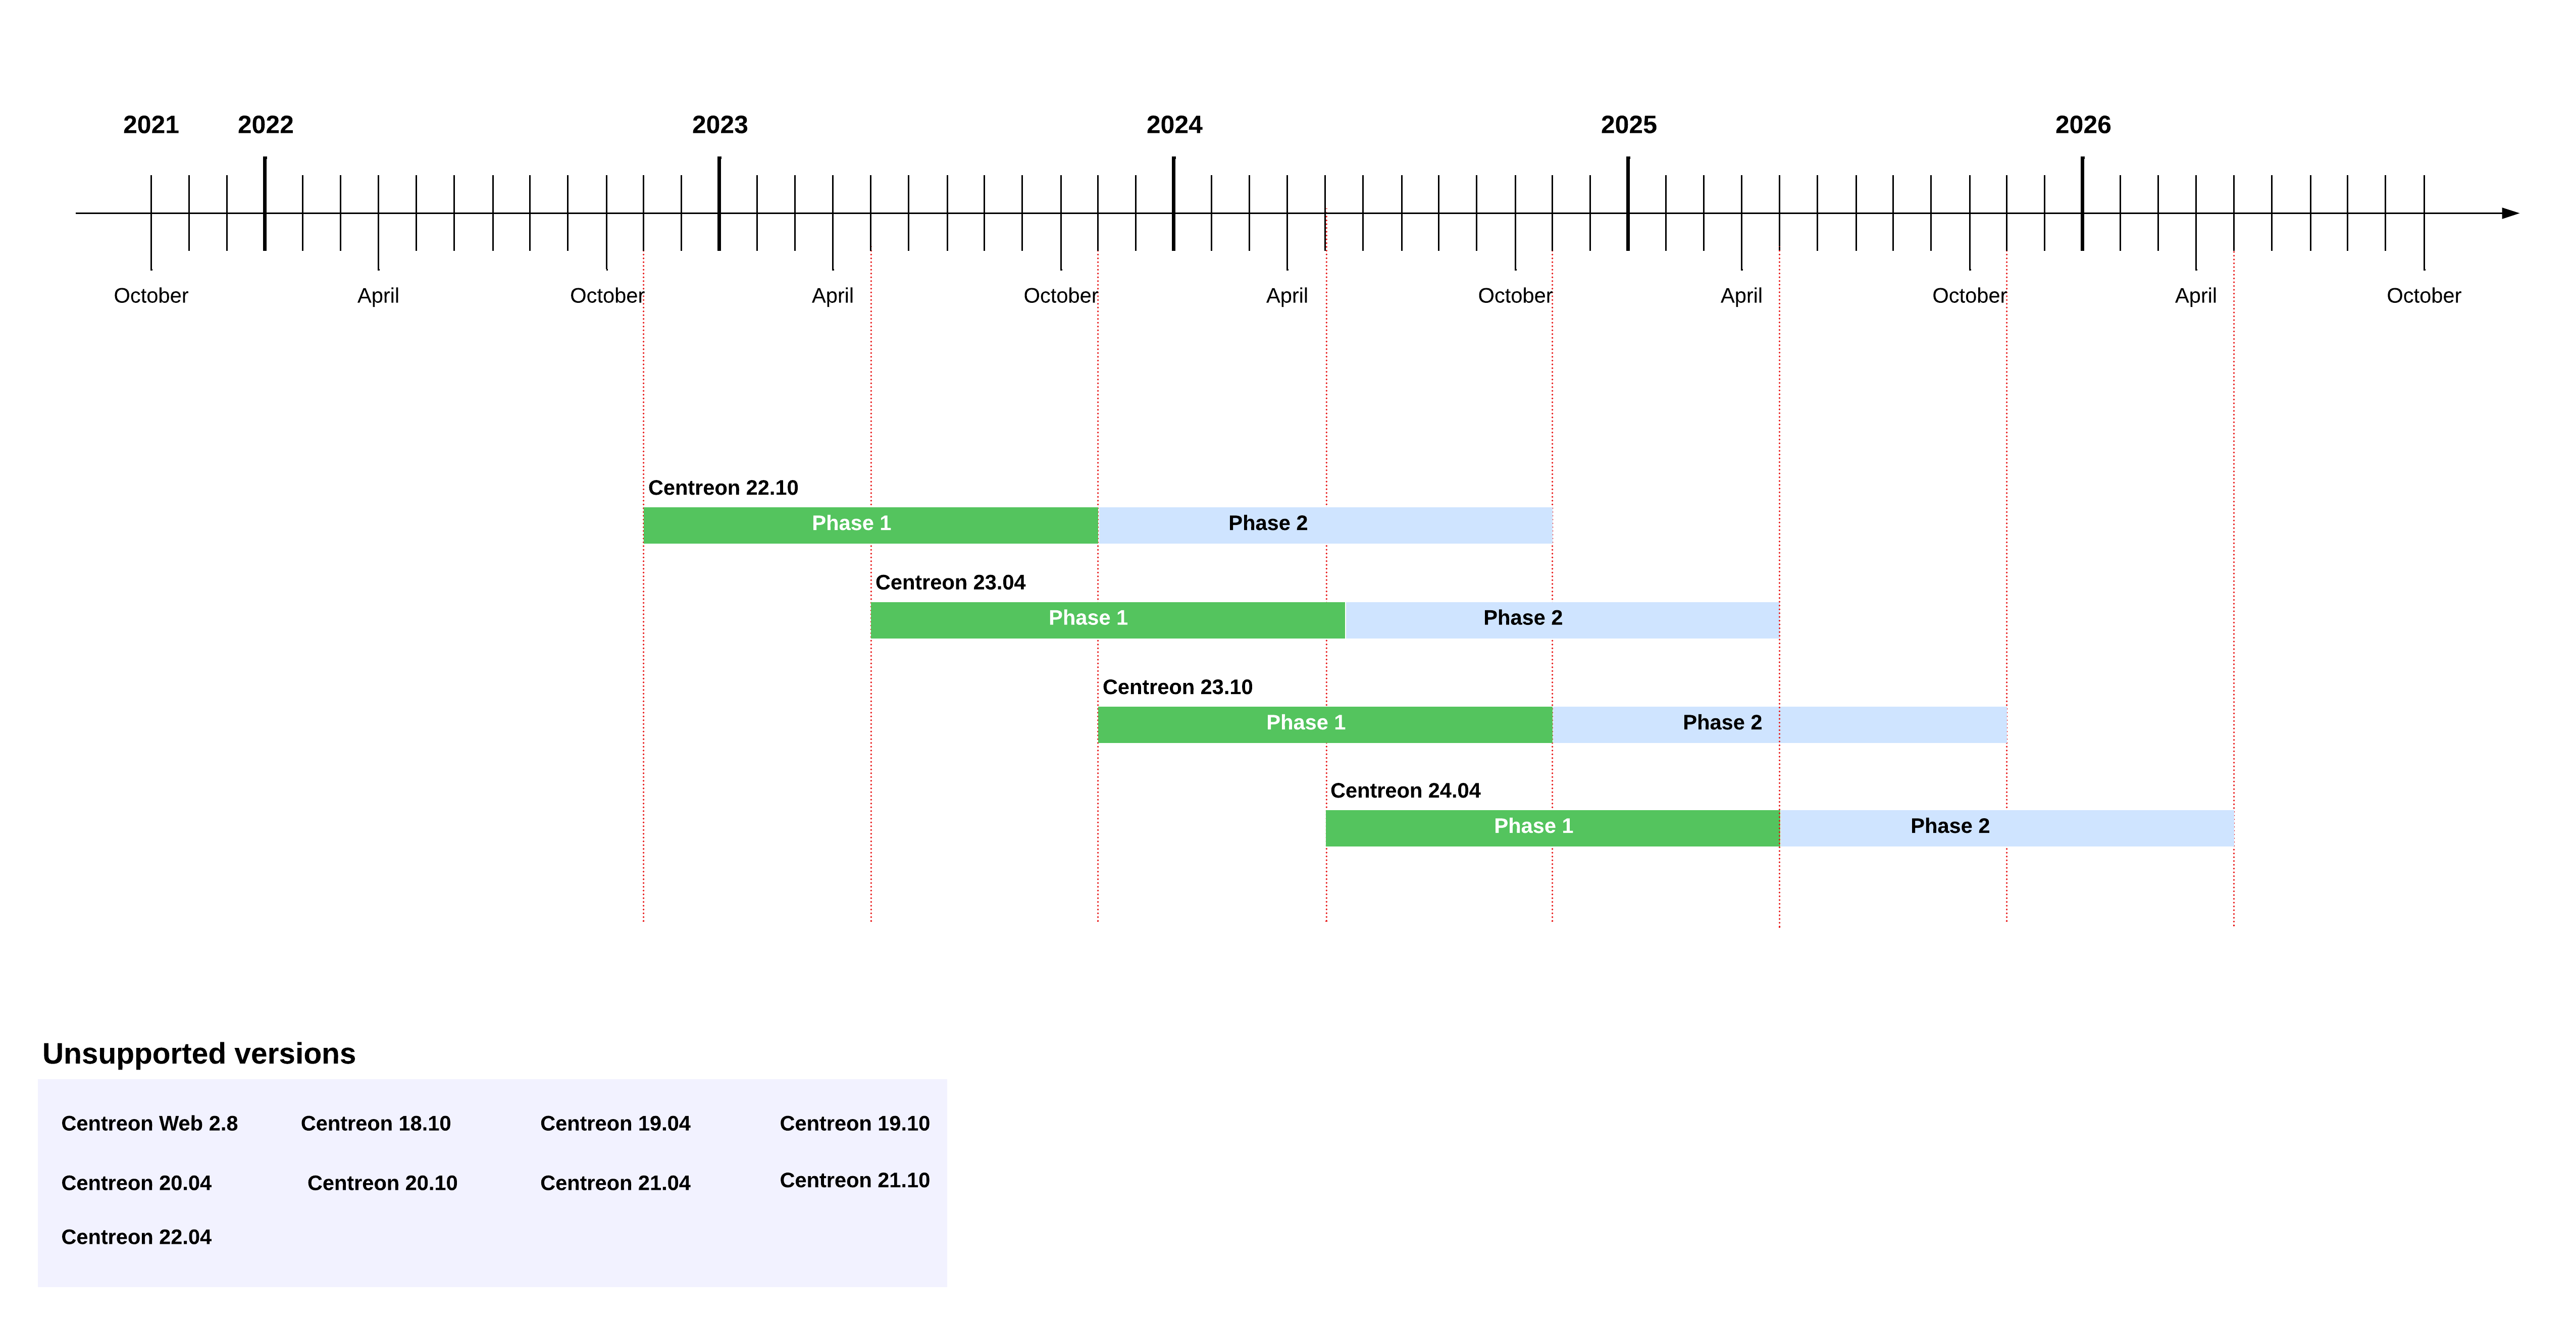 2021 2022 2023 2024 2025 2026
October April October April October April October April October April October
Centreon 22.10
Phase 1 Phase 2
Centreon 23.04
Phase 1 Phase 2
Centreon 23.10
Phase 1 Phase 2
Centreon 24.04
Phase 1 Phase 2
Unsupported versions
Centreon Web 2.8 Centreon 18.10 Centreon 19.04 Centreon 19.10
Centreon 20.04 Centreon 20.10 Centreon 21.04 Centreon 21.10
Centreon 22.04